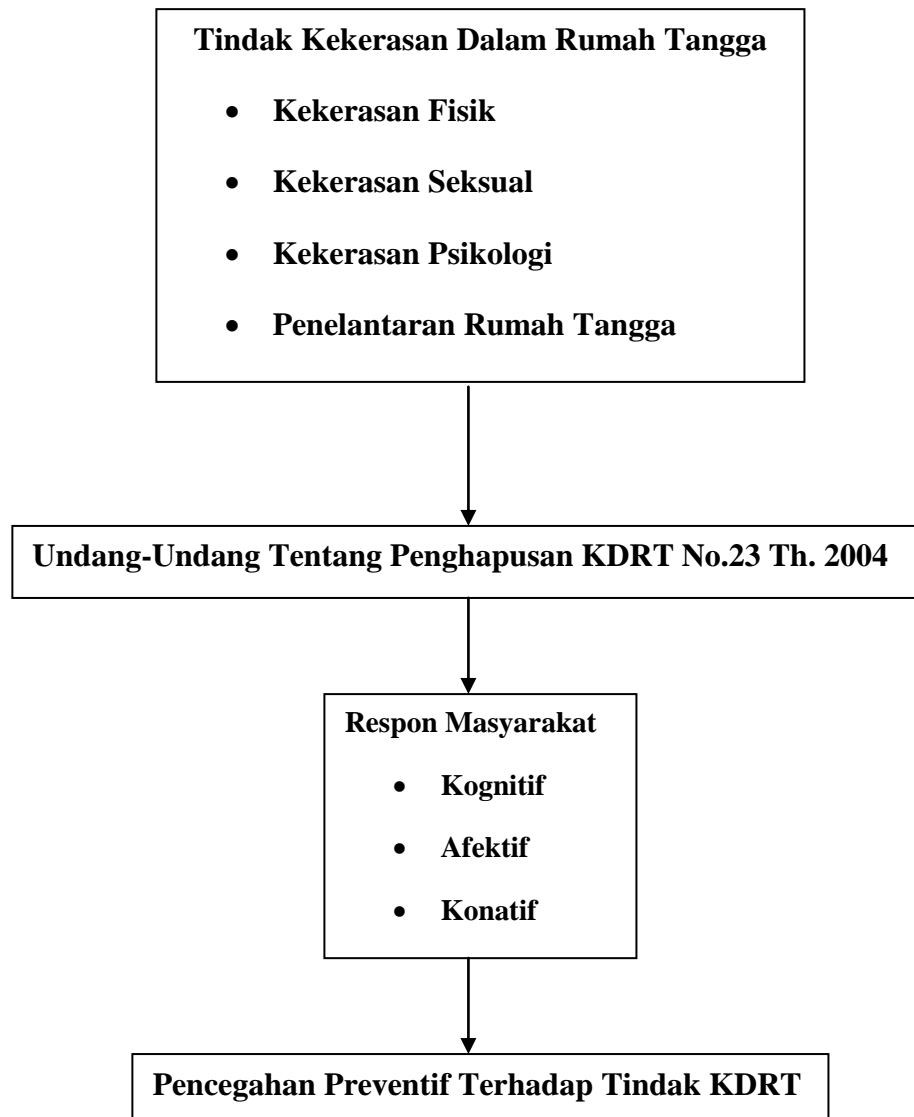 Tindak Kekerasan Dalam Rumah Tangga
• Kekerasan Fisik
• Kekerasan Seksual
• Kekerasan Psikologi
• Penelantaran Rumah Tangga
Undang-Undang Tentang Penghapusan KDRT No.23 Th. 2004
Respon Masyarakat
• Kognitif
• Afektif
• Konatif
Pencegahan Preventif Terhadap Tindak KDRT